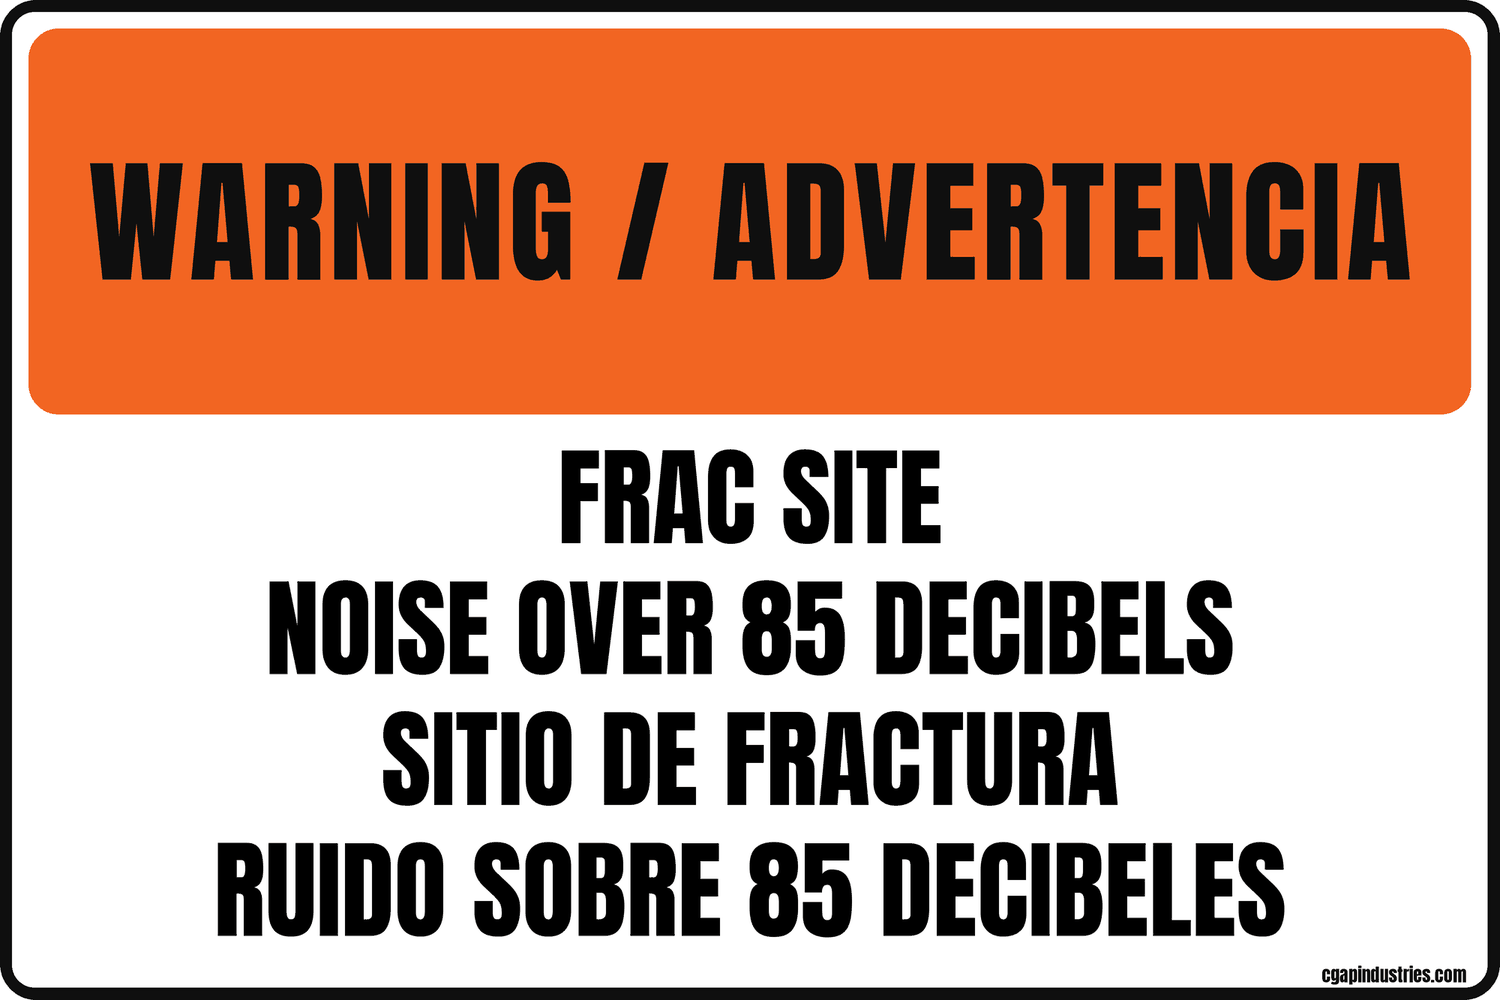 WARNING / ADVERTENCIA
FRAC SITE
NOISE OVER 85 DECIBELS
SITIO DE FRACTURA
RUIDO SOBRE 85 DECIBELES
cgapindustries.com